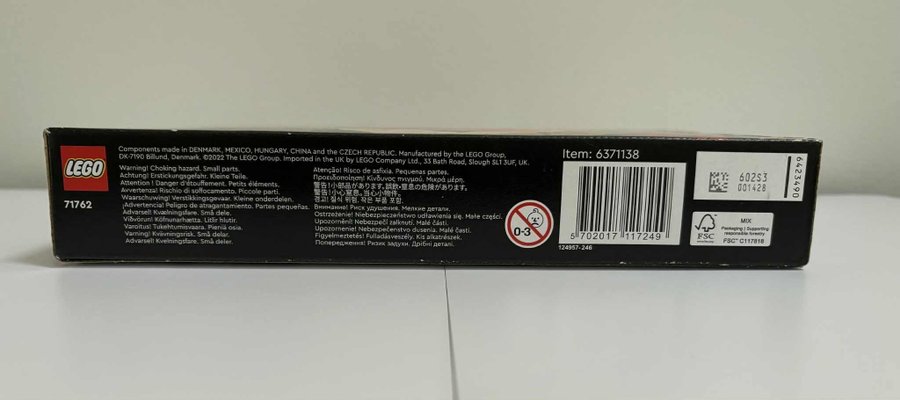 LEGO
71762
Components made in DENMARK, MEXICO, HUNGARY, CHINA and the CZECH REPUBLIC. Manufactured by the LEGO Group,
DK-7190 Billund, Denmark. ©2022 The LEGO Group. Imported in the UK by LEGO Company Ltd., 33 Bath Road, Slough SL1 3UF, UK.
Warning! Choking hazard. Small parts.
Achtung! Erstickungsgefahr. Kleine Teile.
Attention ! Danger d'étouffement. Petits éléments.
Avvertenza! Rischio di soffocamento. Piccole parti.
Waarschuwing! Verstikkingsgevaar. Kleine onderdelen.
¡Advertencia! Peligro de atragantamiento. Partes pequeñas.
Advarsel! Kvælningsfare. Små dele.
Viðvörun! Köfnunarhætta. Litlir hlutir.
Varoitus! Tukehtumisvaara. Pieniä osia.
Varning! Kvävningsrisk. Små delar.
Advarsel! Kvelningsfare. Små deler.
Atenção! Risco de asfixia. Pequenas partes.
Προειδοποίηση! Κίνδυνος πνιγμού. Μικρά μέρη.
警告!小部品があります。誤飲・窒息の危険があります。
警告!小心窒息。当心小物件。
경고! 질식 위험. 작은 부품 포함.
Внимание! Риск удушения. Мелкие детали.
Ostrzeżenie! Niebezpieczeństwo udławienia się. Małe części.
Upozornění! Nebezpečí zalknutí. Malé části.
Upozornenie! Nebezpečenstvo dusenia. Malé časti.
Figyelmeztetés! Fulladásveszély. Kis alkatrészek.
Попередження! Ризик задухи. Дрібні деталі.
0-3
Item: 6371138
5 702017 117249
124957-246
602S3
001428
6423490
FSC
MIX
Packaging | Supporting
responsible forestry
FSC™ C117818